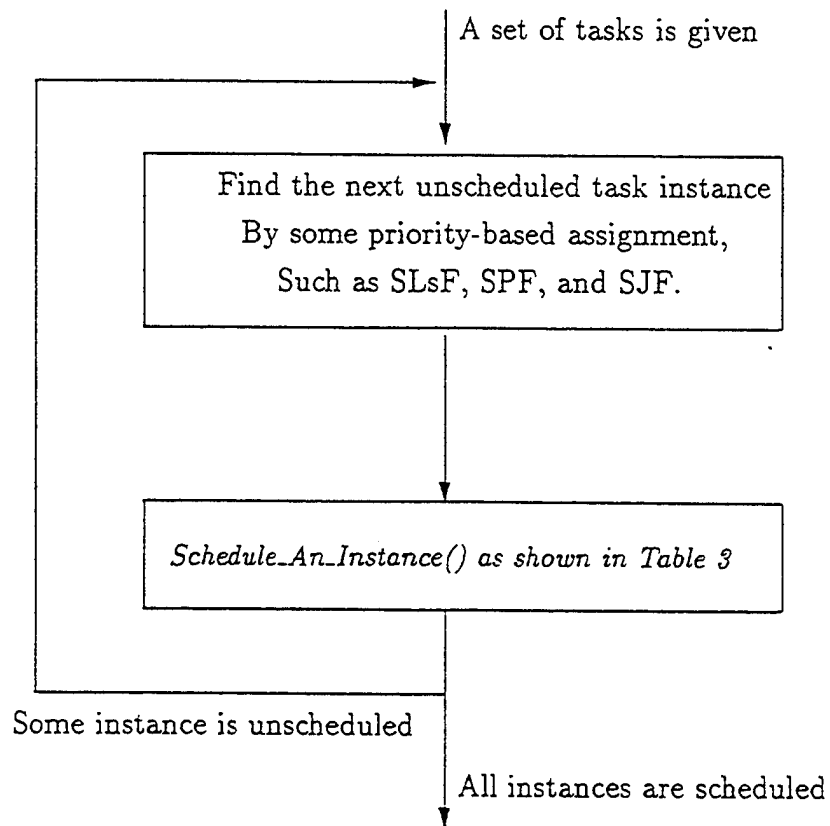 A set of tasks is given
Find the next unscheduled task instance
By some priority-based assignment,
Such as SLsF, SPF, and SJF.
Schedule_An_Instance() as shown in Table 3
Some instance is unscheduled
All instances are scheduled